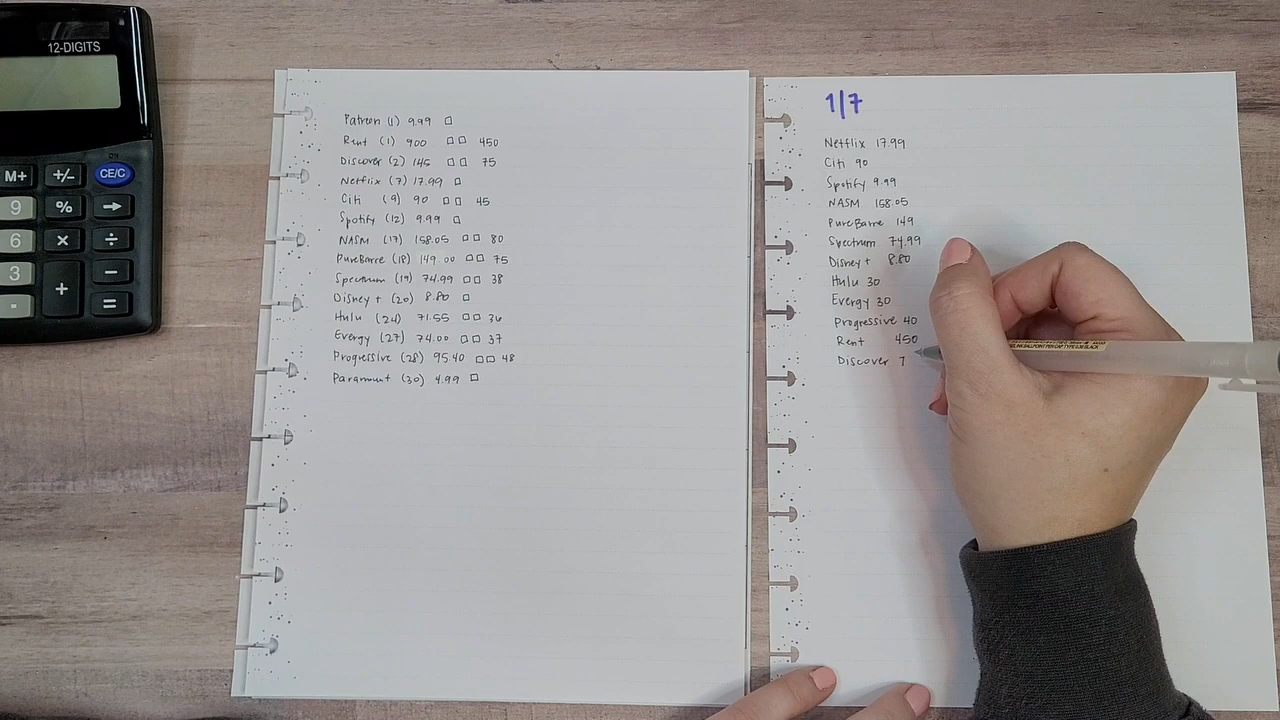 12-DIGITS
M+
+/-
ON
CE/C
9
%
→
6
×
÷
3
+
-
.
=
Patreon (1) 9.99 □
Rent (1) 900 □□ 450
Discover (2) 145 □□ 75
Netflix (7) 17.99 □
Citi (9) 90 □□ 45
Spotify (12) 9.99 □
NASM (17) 158.05 □□ 80
PureBarre (18) 149.00 □□ 75
Spectrum (19) 74.99 □□ 38
Disney+ (20) 8.80 □
Hulu (24) 71.55 □□ 36
Evergy (27) 74.00 □□ 37
Progressive (28) 95.40 □□ 48
Paramount (30) 4.99 □
1/7
Netflix 17.99
Citi 90
Spotify 9.99
NASM 158.05
PureBarre 149
Spectrum 74.99
Disney+ 8.80
Hulu 30
Evergy 30
Progressive 40
Rent 450
Discover 7